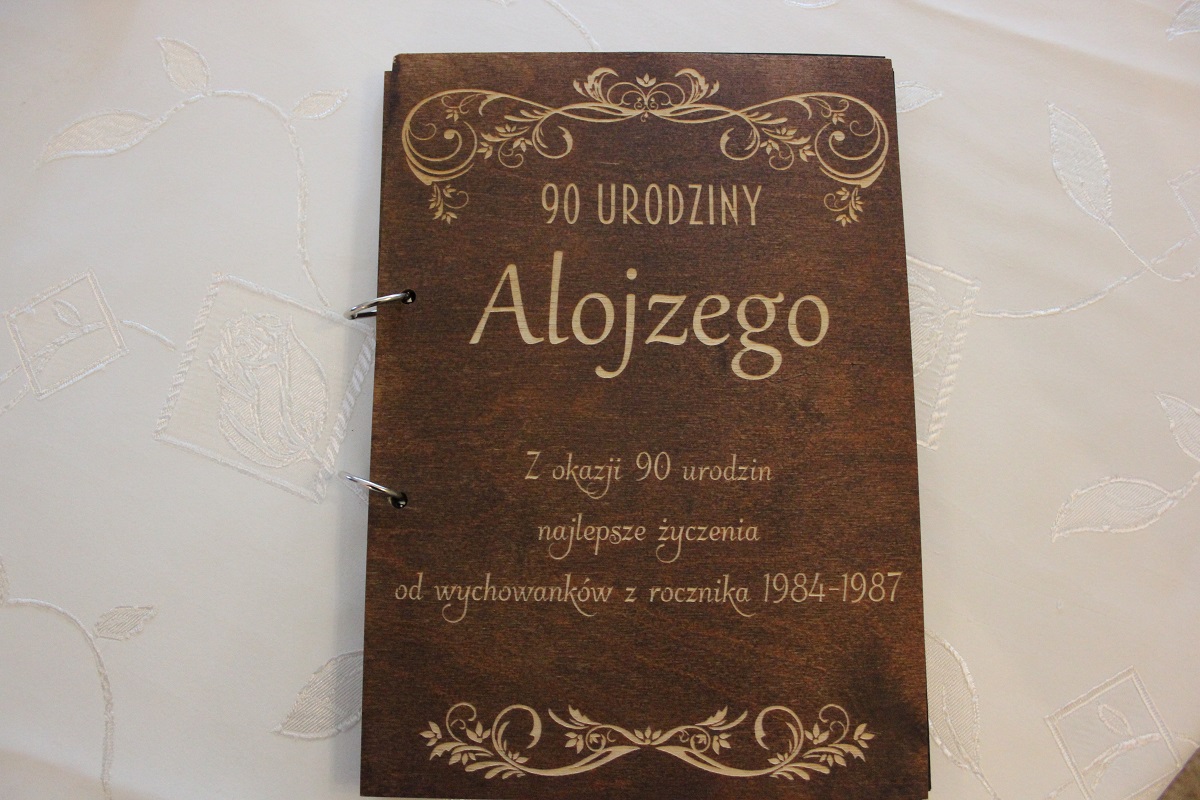 90 URODZINY
Alojzego
Z okazji 90 urodzin
najlepsze życzenia
od wychowanków z rocznika 1984-1987